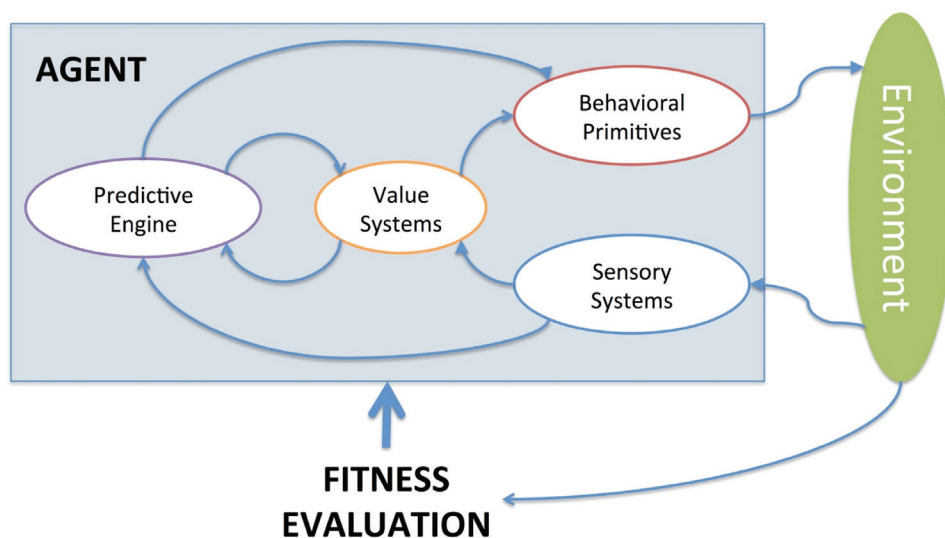 AGENT
Behavioral
Primitives
Predictive
Engine
Value
Systems
Sensory
Systems
Environment
FITNESS
EVALUATION